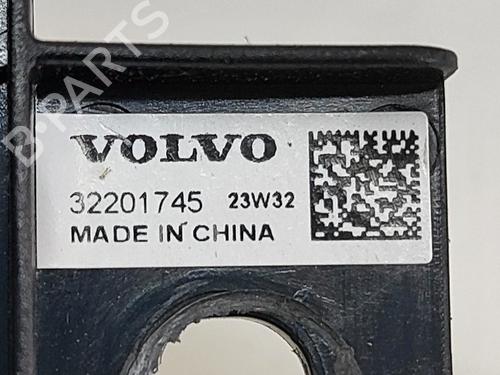 B-PARTS
VOLVO
32201745 23W32
MADE IN CHINA